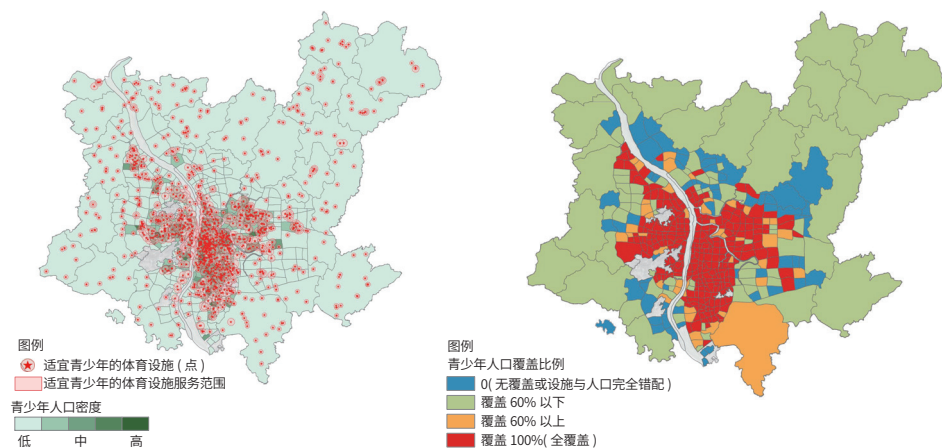 图例
适宜青少年的体育设施 ( 点 )
适宜青少年的体育设施服务范围
青少年人口密度
低 中 高
图例
青少年人口覆盖比例
0( 无覆盖或设施与人口完全错配 )
覆盖 60% 以下
覆盖 60% 以上
覆盖 100%( 全覆盖 )